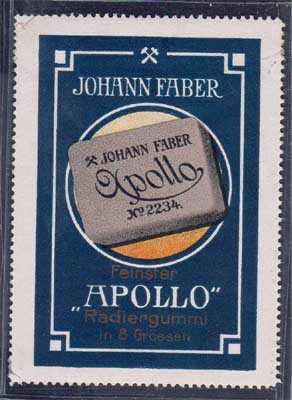 JOHANN FABER
JOHANN FABER
Apollo
No 2234.
Feinster
„APOLLO“
Radiergummi
in 8 Groessen